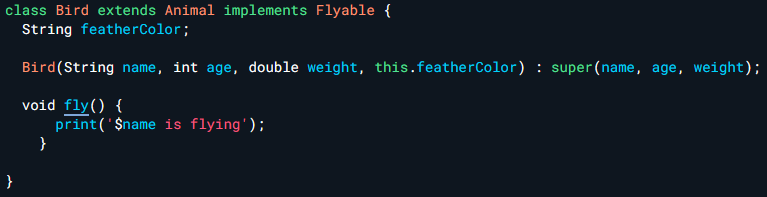 class Bird extends Animal implements Flyable {
  String featherColor;
  Bird(String name, int age, double weight, this.featherColor) : super(name, age, weight);
  void fly() {
      print('$name is flying');
    }
}